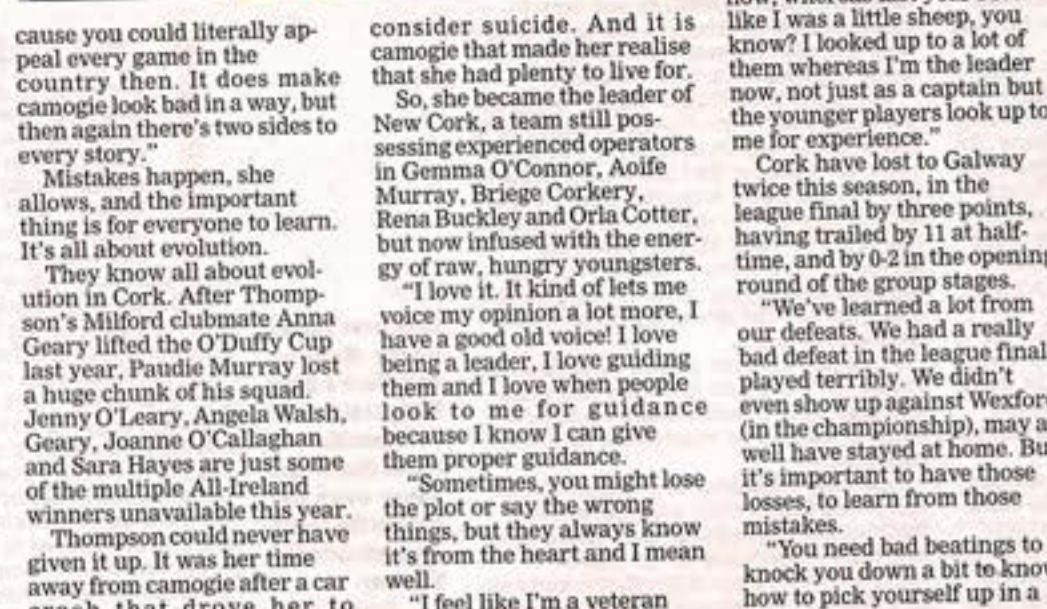 cause you could literally ap-
peal every game in the
country then. It does make
camogie look bad in a way, but
then again there's two sides to
every story."
Mistakes happen, she
allows, and the important
thing is for everyone to learn.
It's all about evolution.
They know all about evol-
ution in Cork. After Thomp-
son's Milford clubmate Anna
Geary lifted the O'Duffy Cup
last year, Paudie Murray lost
a huge chunk of his squad.
Jenny O'Leary, Angela Walsh,
Geary, Joanne O'Callaghan
and Sara Hayes are just some
of the multiple All-Ireland
winners unavailable this year.
Thompson could never have
given it up. It was her time
away from camogie after a car
crash that drove her to
consider suicide. And it is
camogie that made her realise
that she had plenty to live for.
So, she became the leader of
New Cork, a team still pos-
sessing experienced operators
in Gemma O'Connor, Aoife
Murray, Briege Corkery,
Rena Buckley and Orla Cotter,
but now infused with the ener-
gy of raw, hungry youngsters.
"I love it. It kind of lets me
voice my opinion a lot more, I
have a good old voice! I love
being a leader, I love guiding
them and I love when people
look to me for guidance
because I know I can give
them proper guidance.
"Sometimes, you might lose
the plot or say the wrong
things, but they always know
it's from the heart and I mean
well.
"I feel like I'm a veteran
like I was a little sheep, you
know? I looked up to a lot of
them whereas I'm the leader
now, not just as a captain but
the younger players look up to
me for experience."
Cork have lost to Galway
twice this season, in the
league final by three points,
having trailed by 11 at half-
time, and by 0-2 in the opening
round of the group stages.
"We've learned a lot from
our defeats. We had a really
bad defeat in the league final
played terribly. We didn't
even show up against Wexfor
(in the championship), may a
well have stayed at home. Bu
it's important to have those
losses, to learn from those
mistakes.
"You need bad beatings to
knock you down a bit to know
how to pick yourself up in a